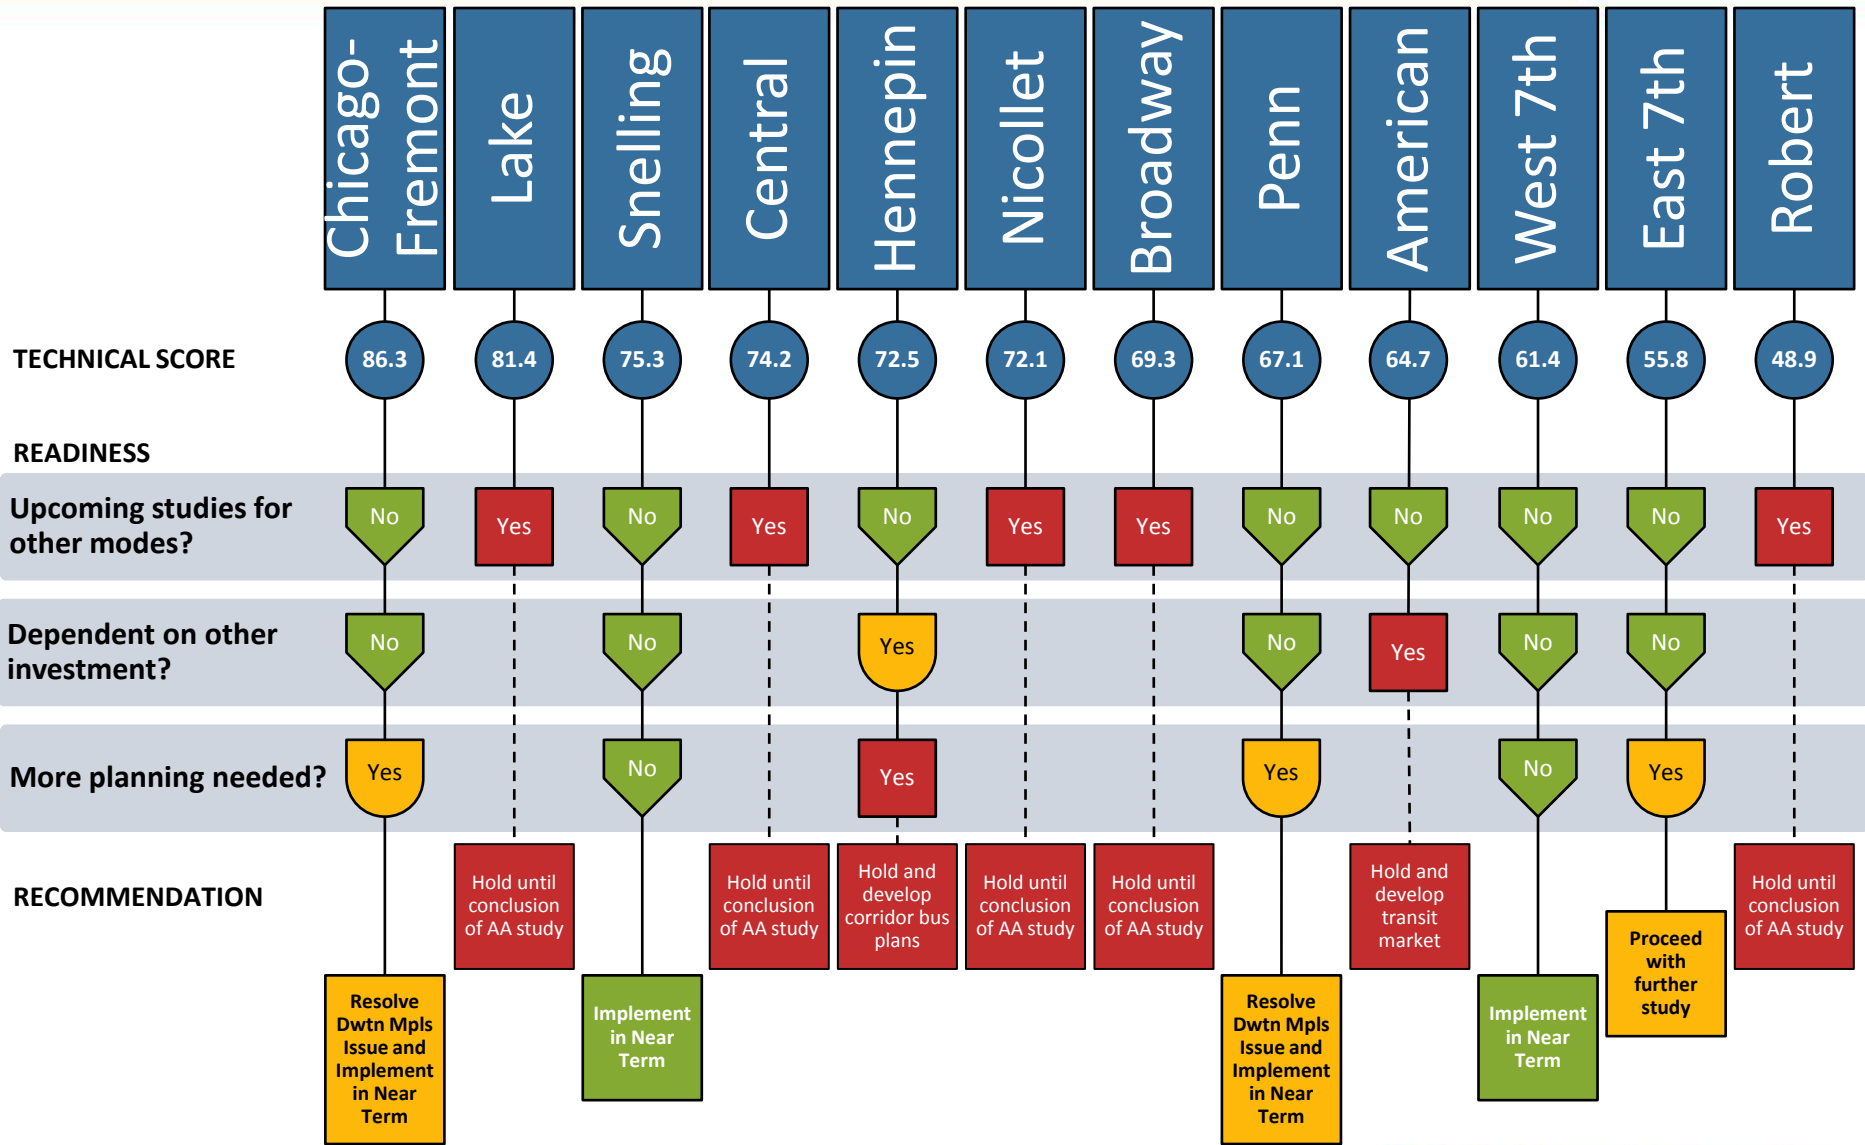 Chicago-
Fremont
Lake
Snelling
Central
Hennepin
Nicollet
Broadway
Penn
American
West 7th
East 7th
Robert
TECHNICAL SCORE
86.3
81.4
75.3
74.2
72.5
72.1
69.3
67.1
64.7
61.4
55.8
48.9
READINESS
Upcoming studies for
other modes?
No
Yes
No
Yes
No
Yes
Yes
No
No
No
No
Yes
Dependent on other
investment?
No
No
Yes
No
Yes
No
No
More planning needed?
Yes
No
Yes
Yes
No
Yes
RECOMMENDATION
Resolve
Dwtn Mpls
Issue and
Implement
in Near
Term
Hold until
conclusion
of AA study
Implement
in Near
Term
Hold until
conclusion
of AA study
Hold and
develop
corridor bus
plans
Hold until
conclusion
of AA study
Hold until
conclusion
of AA study
Resolve
Dwtn Mpls
Issue and
Implement
in Near
Term
Hold and
develop
transit
market
Implement
in Near
Term
Proceed
with
further
study
Hold until
conclusion
of AA study